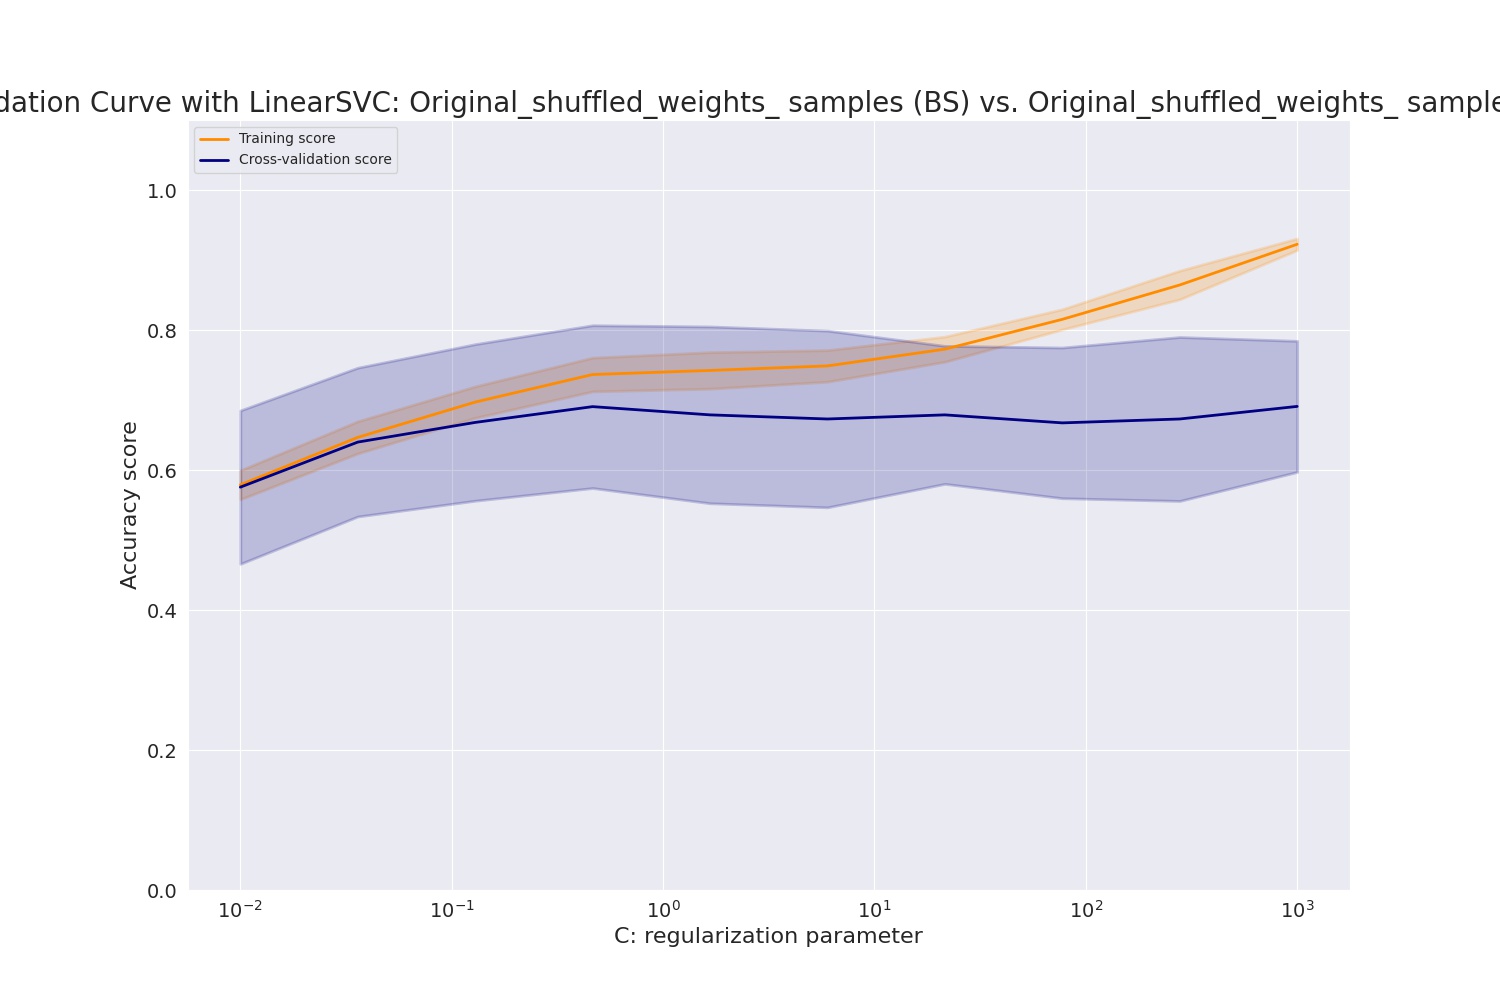 dation Curve with LinearSVC: Original_shuffled_weights_ samples (BS) vs. Original_shuffled_weights_ sample
Training score
Cross-validation score
1.0
0.8
0.6
0.4
0.2
0.0
Accuracy score
10⁻² 10⁻¹ 10⁰ 10¹ 10² 10³
C: regularization parameter